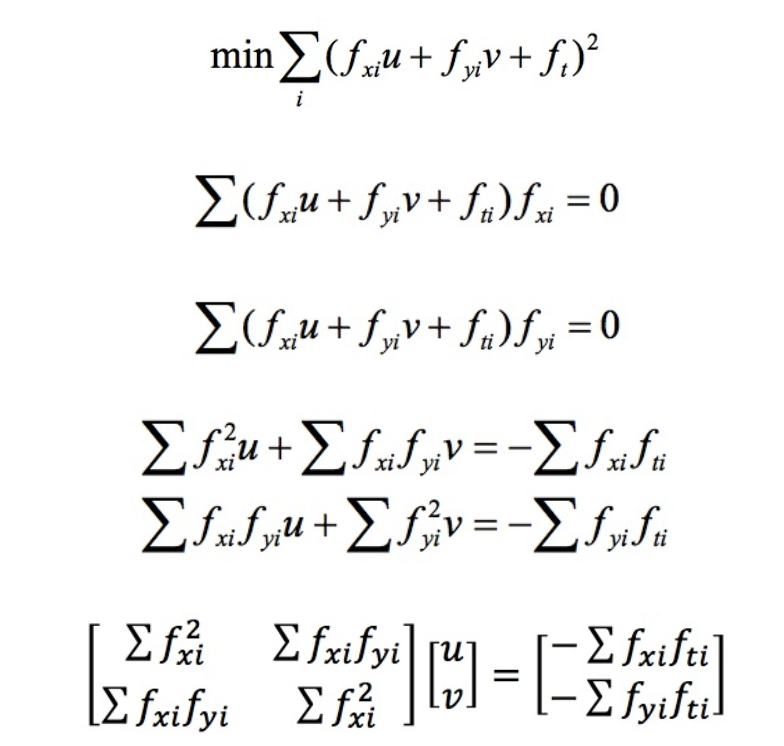 min∑(f_{xi}u + f_{yi}v + f_t)²
i
∑(f_{xi}u + f_{yi}v + f_{ti})f_{xi} = 0
∑(f_{xi}u + f_{yi}v + f_{ti})f_{yi} = 0
∑f_{xi}^2u + ∑f_{xi}f_{yi}v = −∑f_{xi}f_{ti}
∑f_{xi}f_{yi}u + ∑f_{yi}^2v = −∑f_{yi}f_{ti}
[∑f_{xi}^2 ∑f_{xi}f_{yi}] [u] = [−∑f_{xi}f_{ti}]
[∑f_{xi}f_{yi} ∑f_{xi}^2] [v] [−∑f_{yi}f_{ti}]